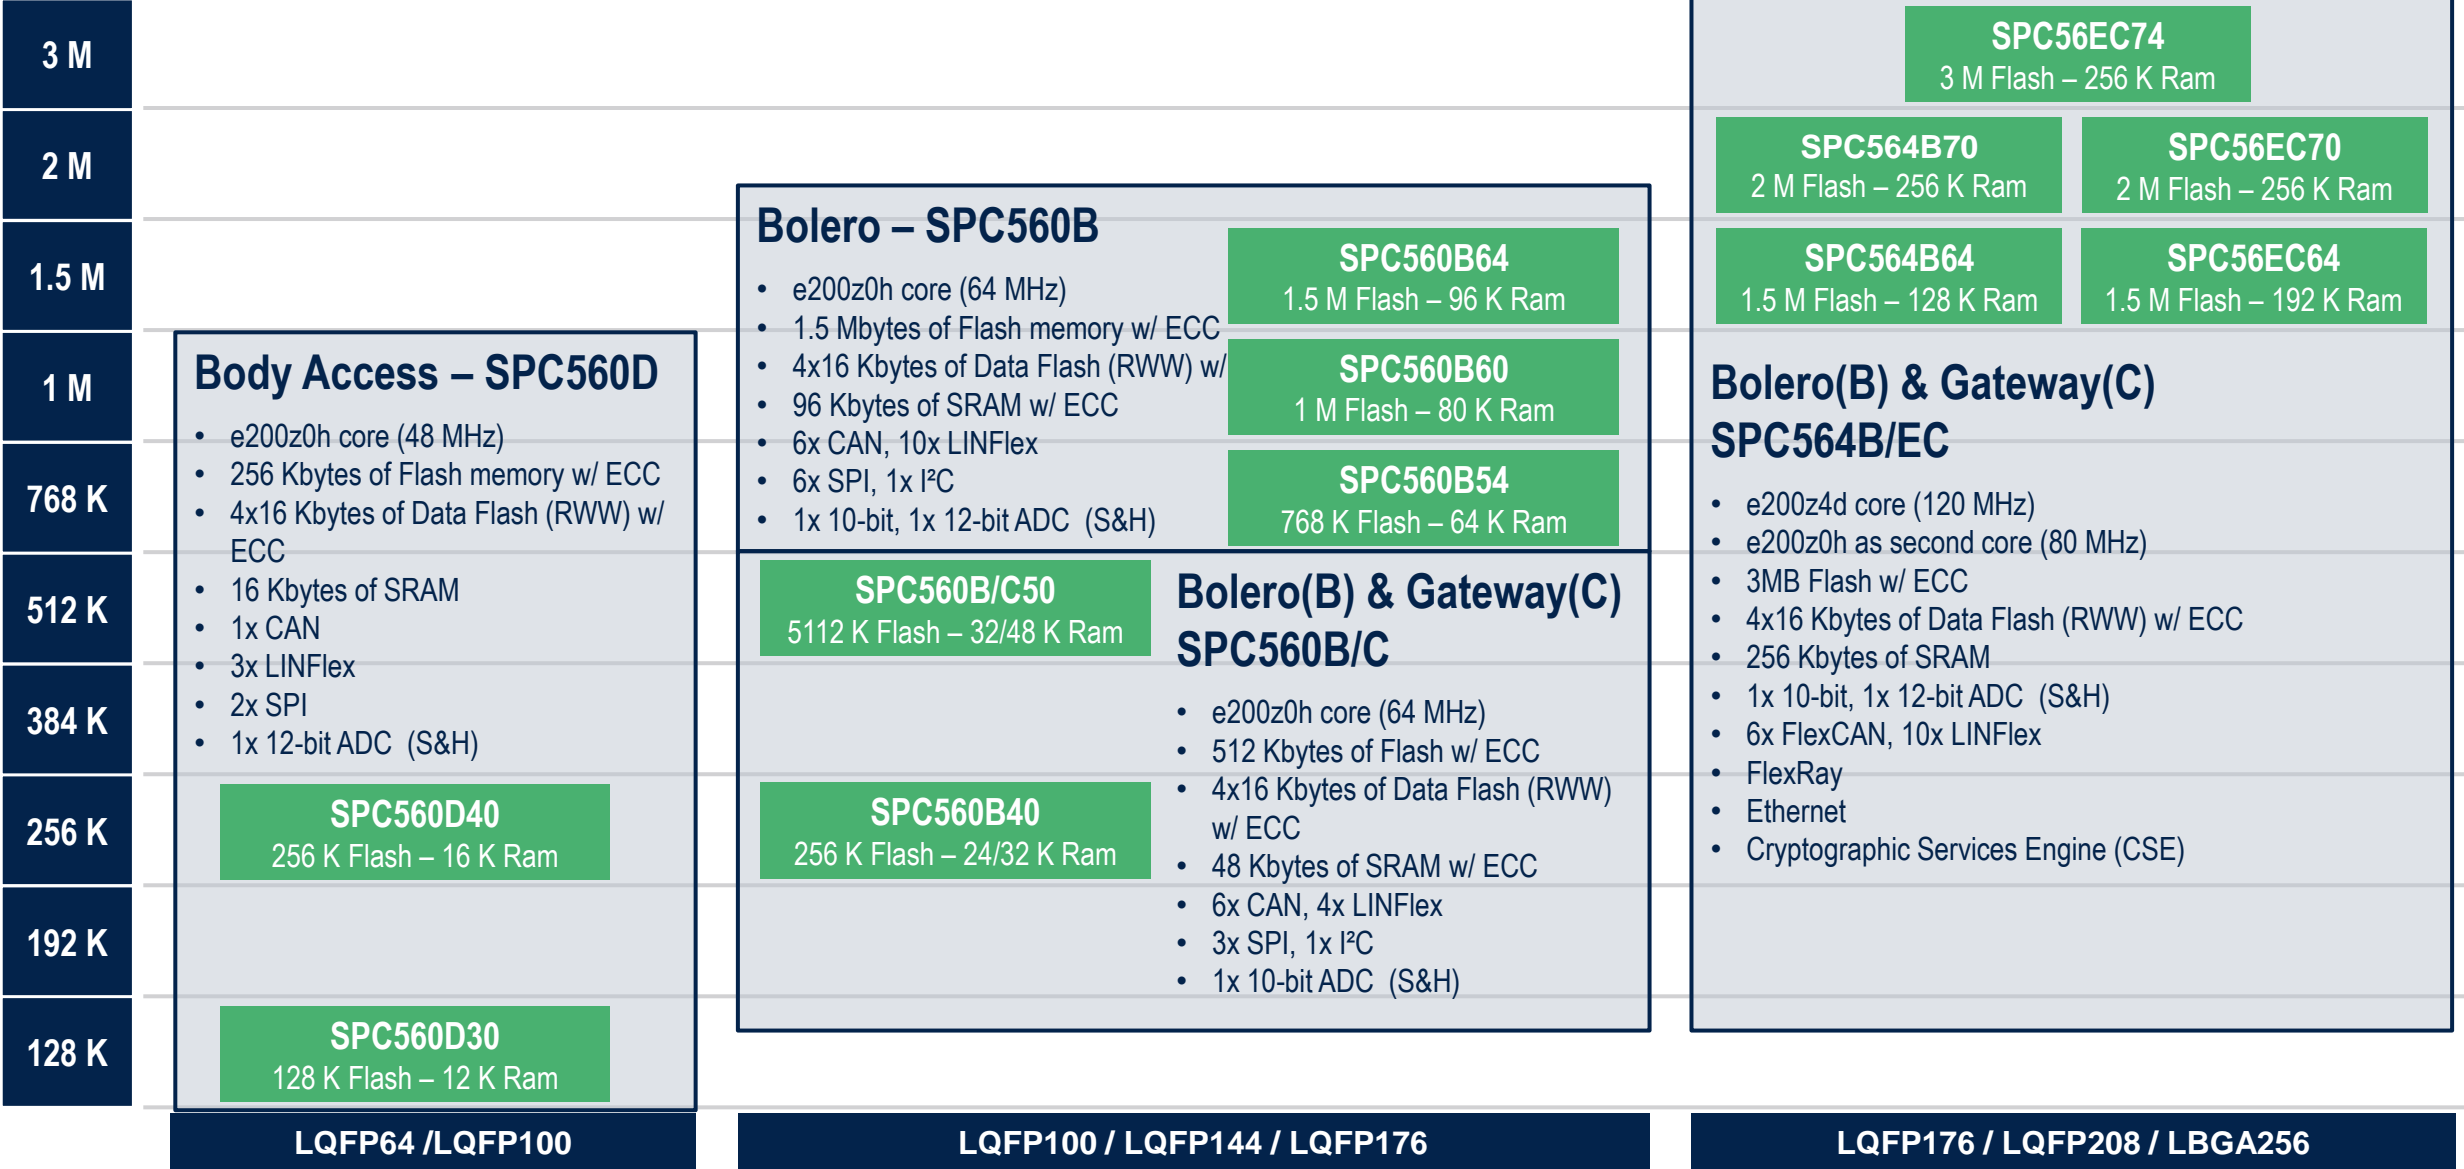 3 M
2 M
1.5 M
1 M
768 K
512 K
384 K
256 K
192 K
128 K
Body Access – SPC560D
• e200z0h core (48 MHz)
• 256 Kbytes of Flash memory w/ ECC
• 4x16 Kbytes of Data Flash (RWW) w/
ECC
• 16 Kbytes of SRAM
• 1x CAN
• 3x LINFlex
• 2x SPI
• 1x 12-bit ADC (S&H)
SPC560D40
256 K Flash – 16 K Ram
SPC560D30
128 K Flash – 12 K Ram
LQFP64 /LQFP100
Bolero – SPC560B
• e200z0h core (64 MHz)
• 1.5 Mbytes of Flash memory w/ ECC
• 4x16 Kbytes of Data Flash (RWW) w/
• 96 Kbytes of SRAM w/ ECC
• 6x CAN, 10x LINFlex
• 6x SPI, 1x I²C
• 1x 10-bit, 1x 12-bit ADC (S&H)
SPC560B64
1.5 M Flash – 96 K Ram
SPC560B60
1 M Flash – 80 K Ram
SPC560B54
768 K Flash – 64 K Ram
SPC560B/C50
5112 K Flash – 32/48 K Ram
SPC560B40
256 K Flash – 24/32 K Ram
Bolero(B) & Gateway(C)
SPC560B/C
• e200z0h core (64 MHz)
• 512 Kbytes of Flash w/ ECC
• 4x16 Kbytes of Data Flash (RWW)
w/ ECC
• 48 Kbytes of SRAM w/ ECC
• 6x CAN, 4x LINFlex
• 3x SPI, 1x I²C
• 1x 10-bit ADC (S&H)
LQFP100 / LQFP144 / LQFP176
SPC56EC74
3 M Flash – 256 K Ram
SPC564B70
2 M Flash – 256 K Ram
SPC56EC70
2 M Flash – 256 K Ram
SPC564B64
1.5 M Flash – 128 K Ram
SPC56EC64
1.5 M Flash – 192 K Ram
Bolero(B) & Gateway(C)
SPC564B/EC
• e200z4d core (120 MHz)
• e200z0h as second core (80 MHz)
• 3MB Flash w/ ECC
• 4x16 Kbytes of Data Flash (RWW) w/ ECC
• 256 Kbytes of SRAM
• 1x 10-bit, 1x 12-bit ADC (S&H)
• 6x FlexCAN, 10x LINFlex
• FlexRay
• Ethernet
• Cryptographic Services Engine (CSE)
LQFP176 / LQFP208 / LBGA256